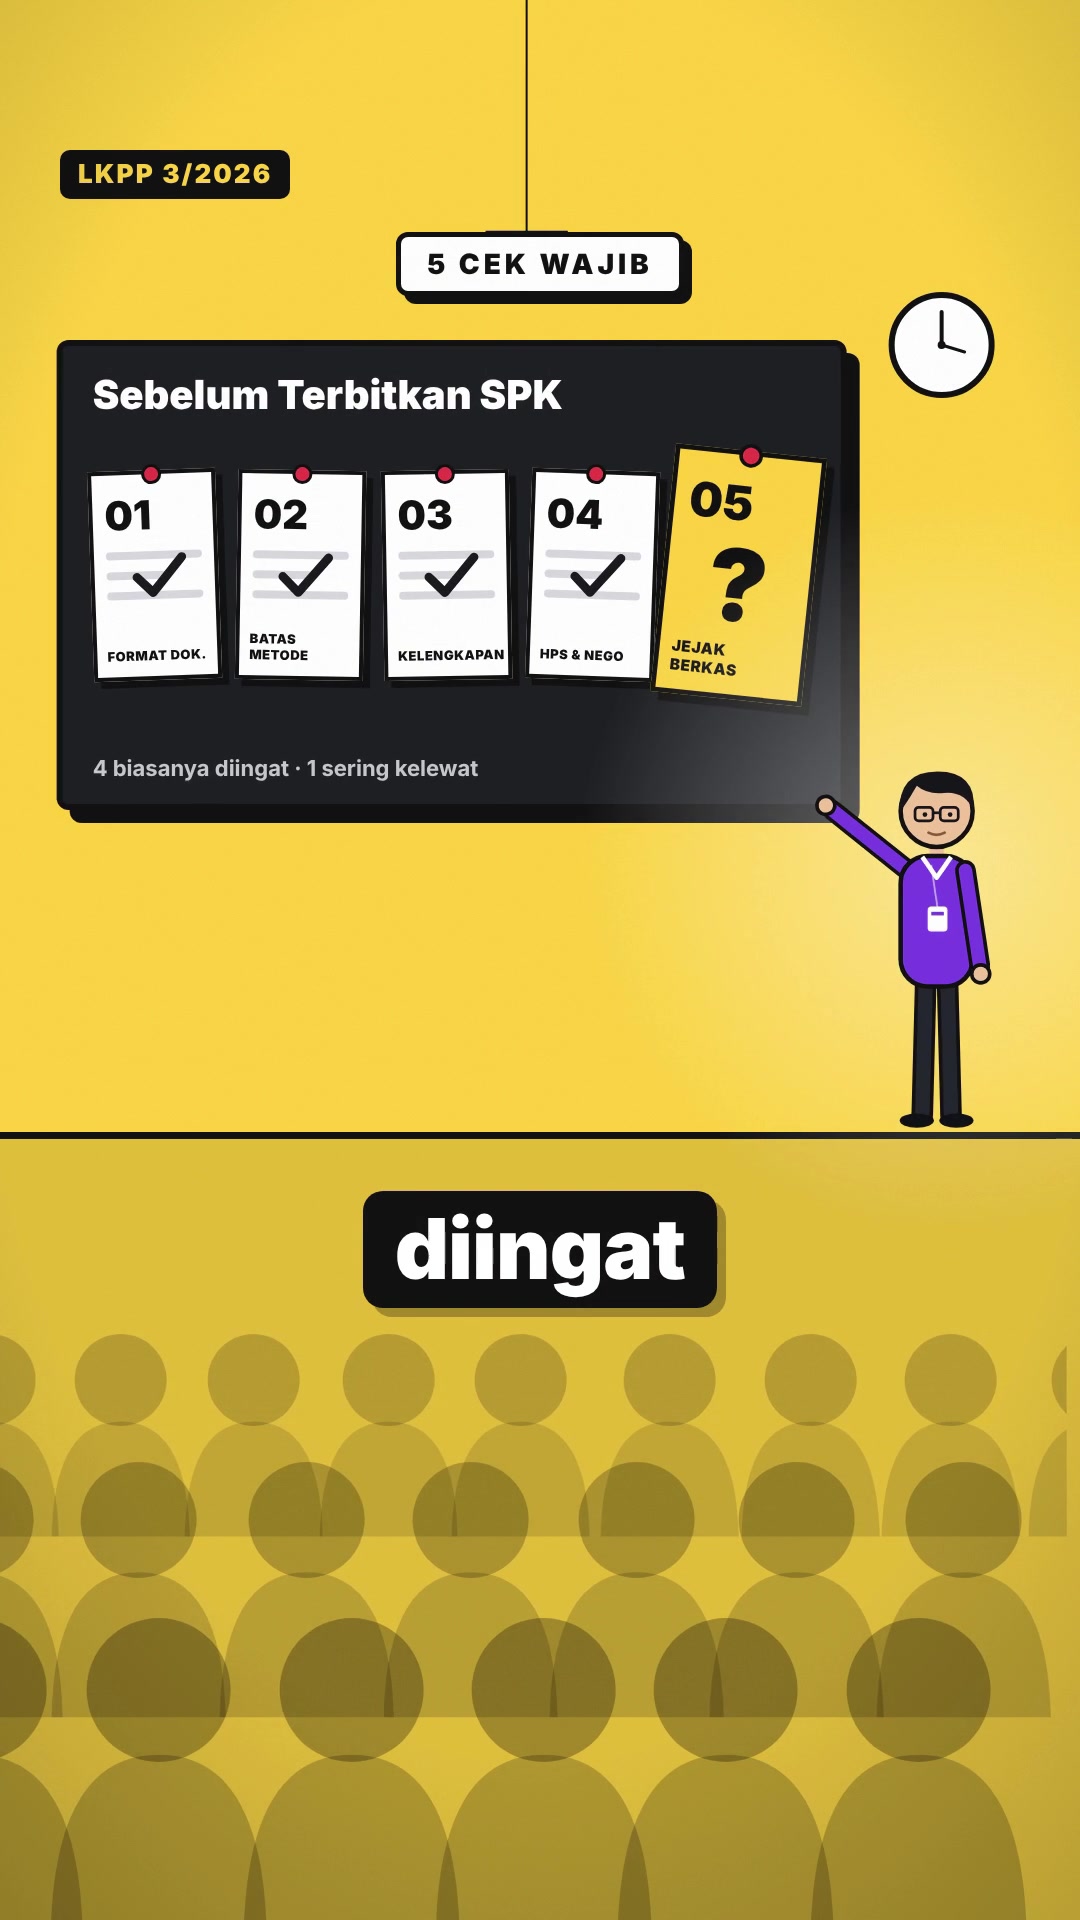 LKPP 3/2026
5 CEK WAJIB
Sebelum Terbitkan SPK
01
FORMAT DOK.
02
BATAS
METODE
03
KELENGKAPAN
04
HPS & NEGO
05
?
JEJAK
BERKAS
4 biasanya diingat · 1 sering kelewat
diingat